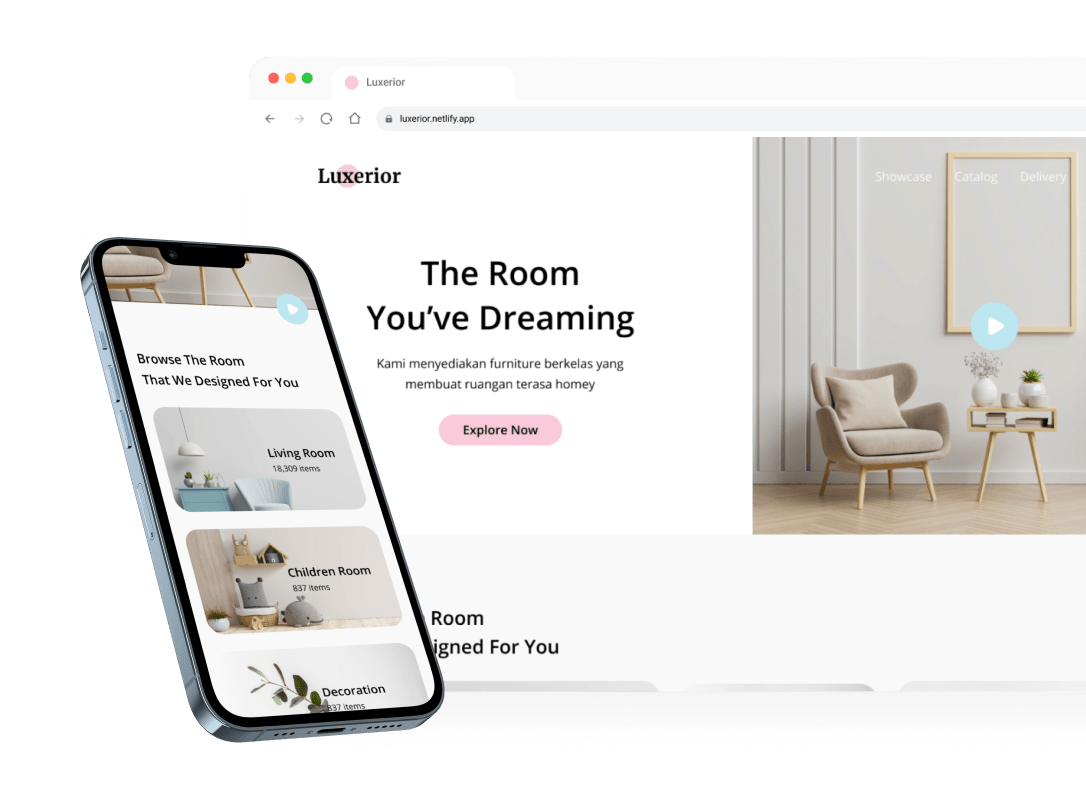 Luxerior
luxerior.netlify.app
Luxerior
Showcase Catalog Delivery
The Room
You've Dreaming
Kami menyediakan furniture berkelas yang
membuat ruangan terasa homey
Explore Now
Room
igned For You
Browse The Room
That We Designed For You
Living Room
18,309 items
Children Room
837 items
Decoration
837 items